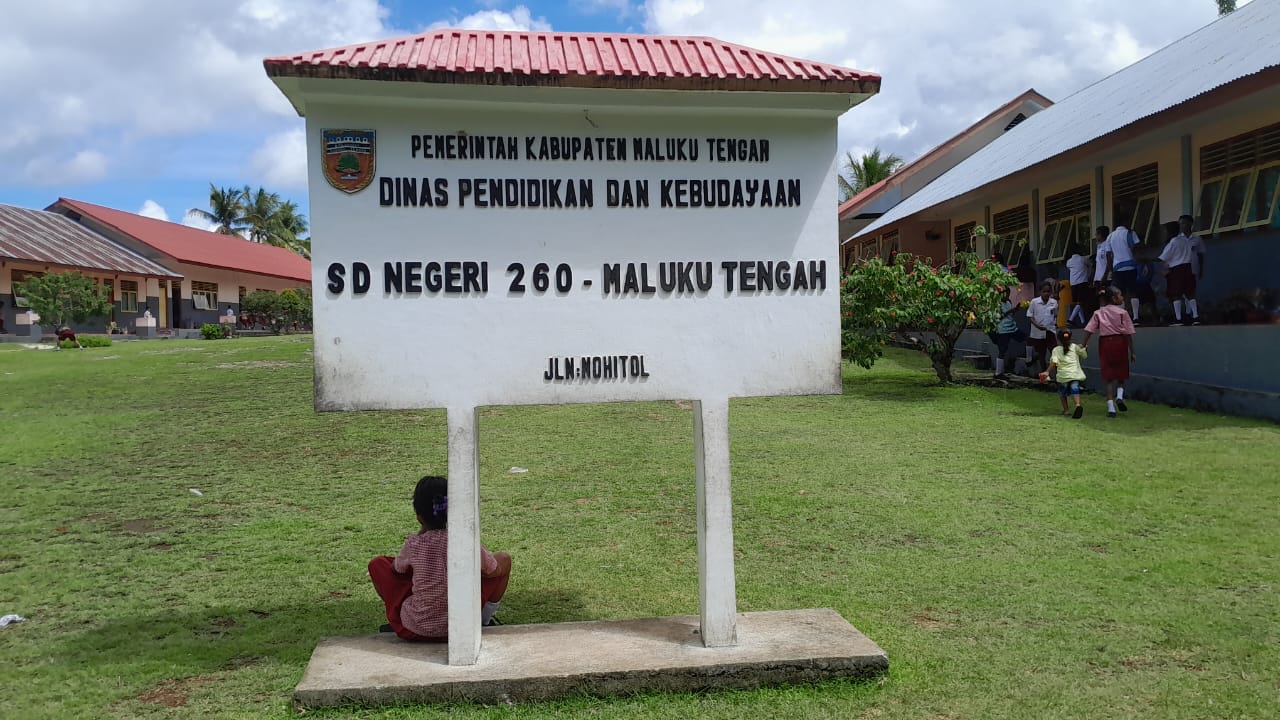 PEMERINTAH KABUPATEN MALUKU TENGAH
DINAS PENDIDIKAN DAN KEBUDAYAAN
SD NEGERI 260 - MALUKU TENGAH
JLN;NOHITOL